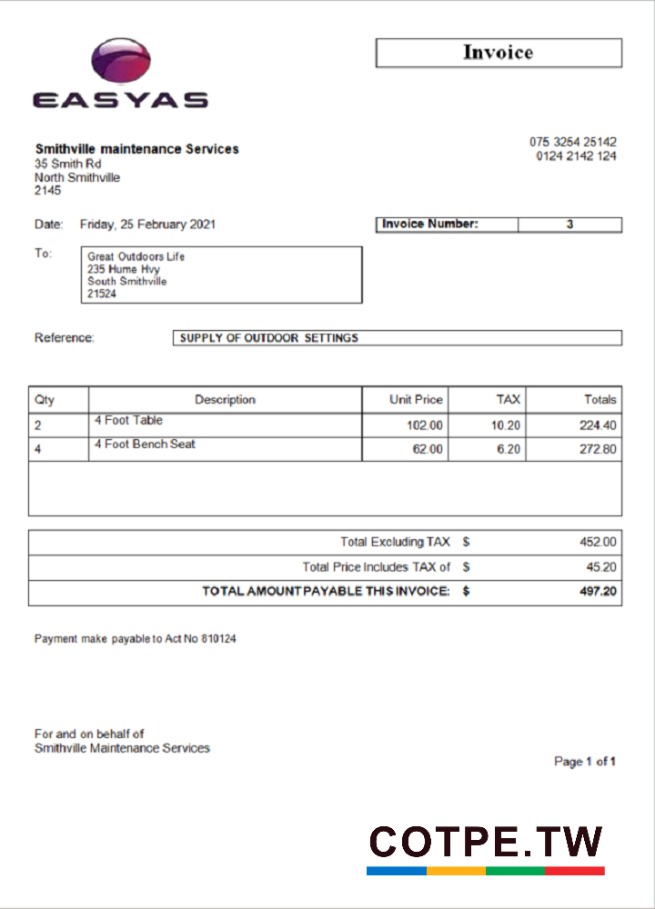 EASYAS
Invoice
Smithville maintenance Services
35 Smith Rd
North Smithville
2145
075 3254 25142
0124 2142 124
Date: Friday, 25 February 2021
Invoice Number: 3
To:
Great Outdoors Life
235 Hume Hvy
South Smithville
21524
Reference: SUPPLY OF OUTDOOR SETTINGS
Qty Description Unit Price TAX Totals
2 4 Foot Table 102.00 10.20 224.40
4 4 Foot Bench Seat 62.00 6.20 272.80
Total Excluding TAX $ 452.00
Total Price Includes TAX of $ 45.20
TOTAL AMOUNT PAYABLE THIS INVOICE: $ 497.20
Payment make payable to Act No 810124
For and on behalf of
Smithville Maintenance Services
Page 1 of 1
COTPE.TW